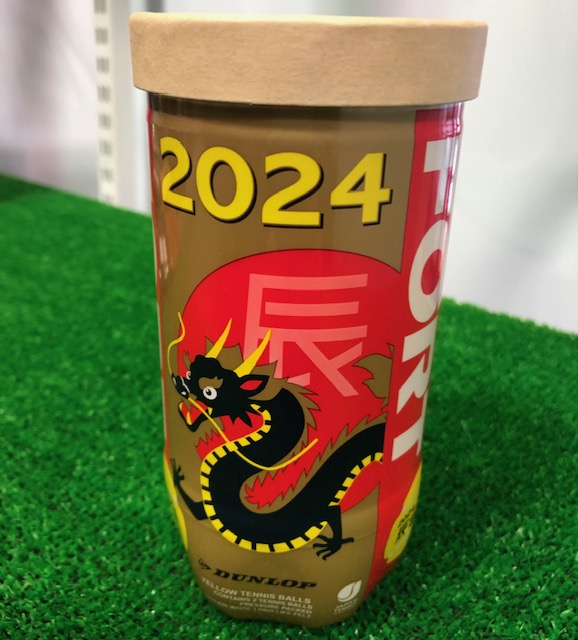 2024
FORT
辰
DUNLOP
YELLOW TENNIS BALLS
CONTAINS 2 TENNIS BALLS
PRESSURE PACKED